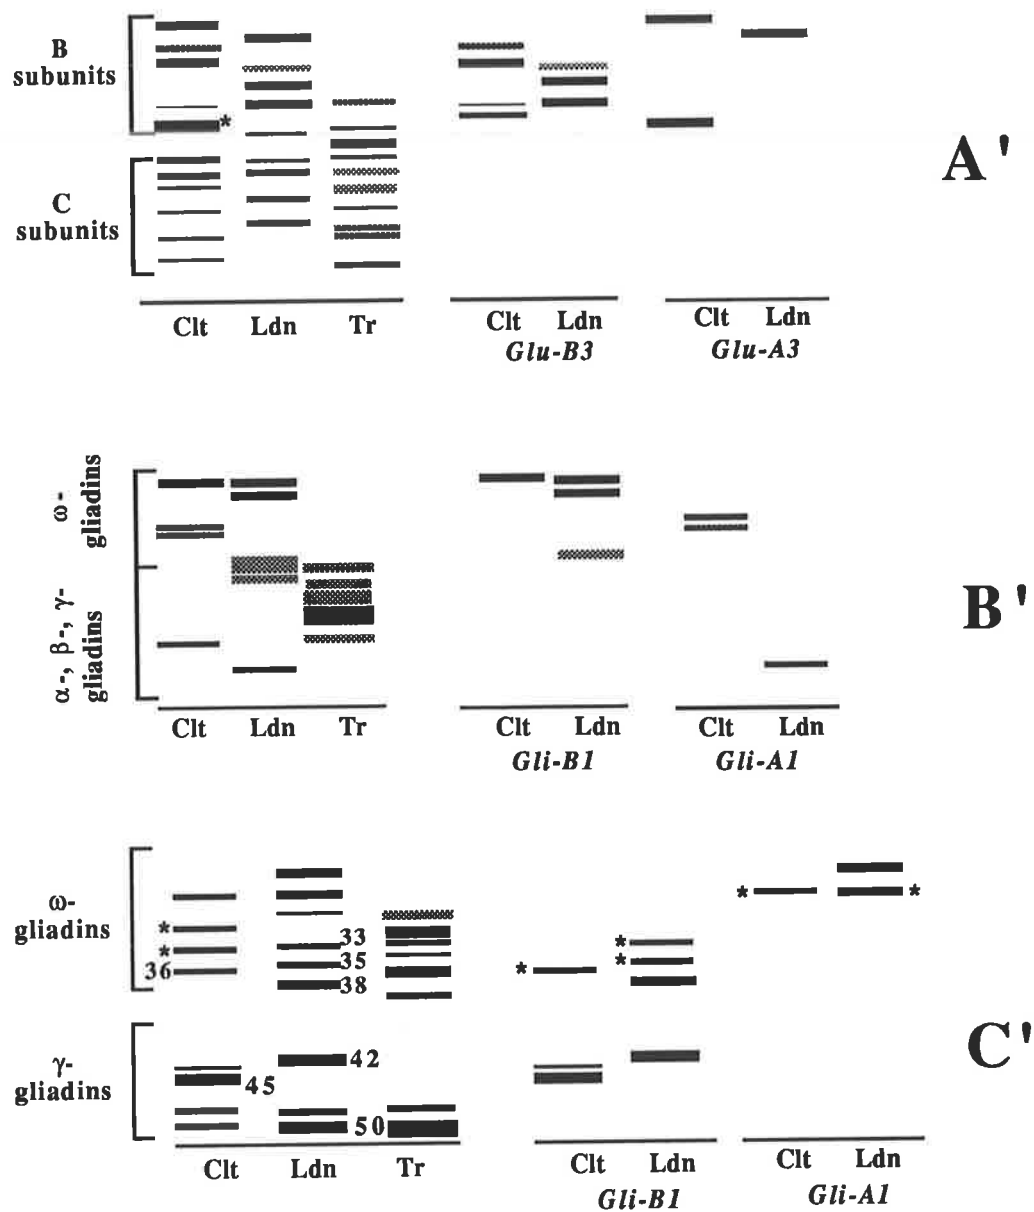 B
subunits
*
A'
C
subunits
Clt Ldn Tr
Clt Ldn
Glu-B3
Clt Ldn
Glu-A3
ω-
gliadins
α-, β-, γ-
gliadins
B'
Clt Ldn Tr
Clt Ldn
Gli-B1
Clt Ldn
Gli-A1
ω-
gliadins
*
*
36
33
35
38
*
*
*
*
*
C'
γ-
gliadins
42
45
50
Clt Ldn Tr
Clt Ldn
Gli-B1
Clt Ldn
Gli-A1